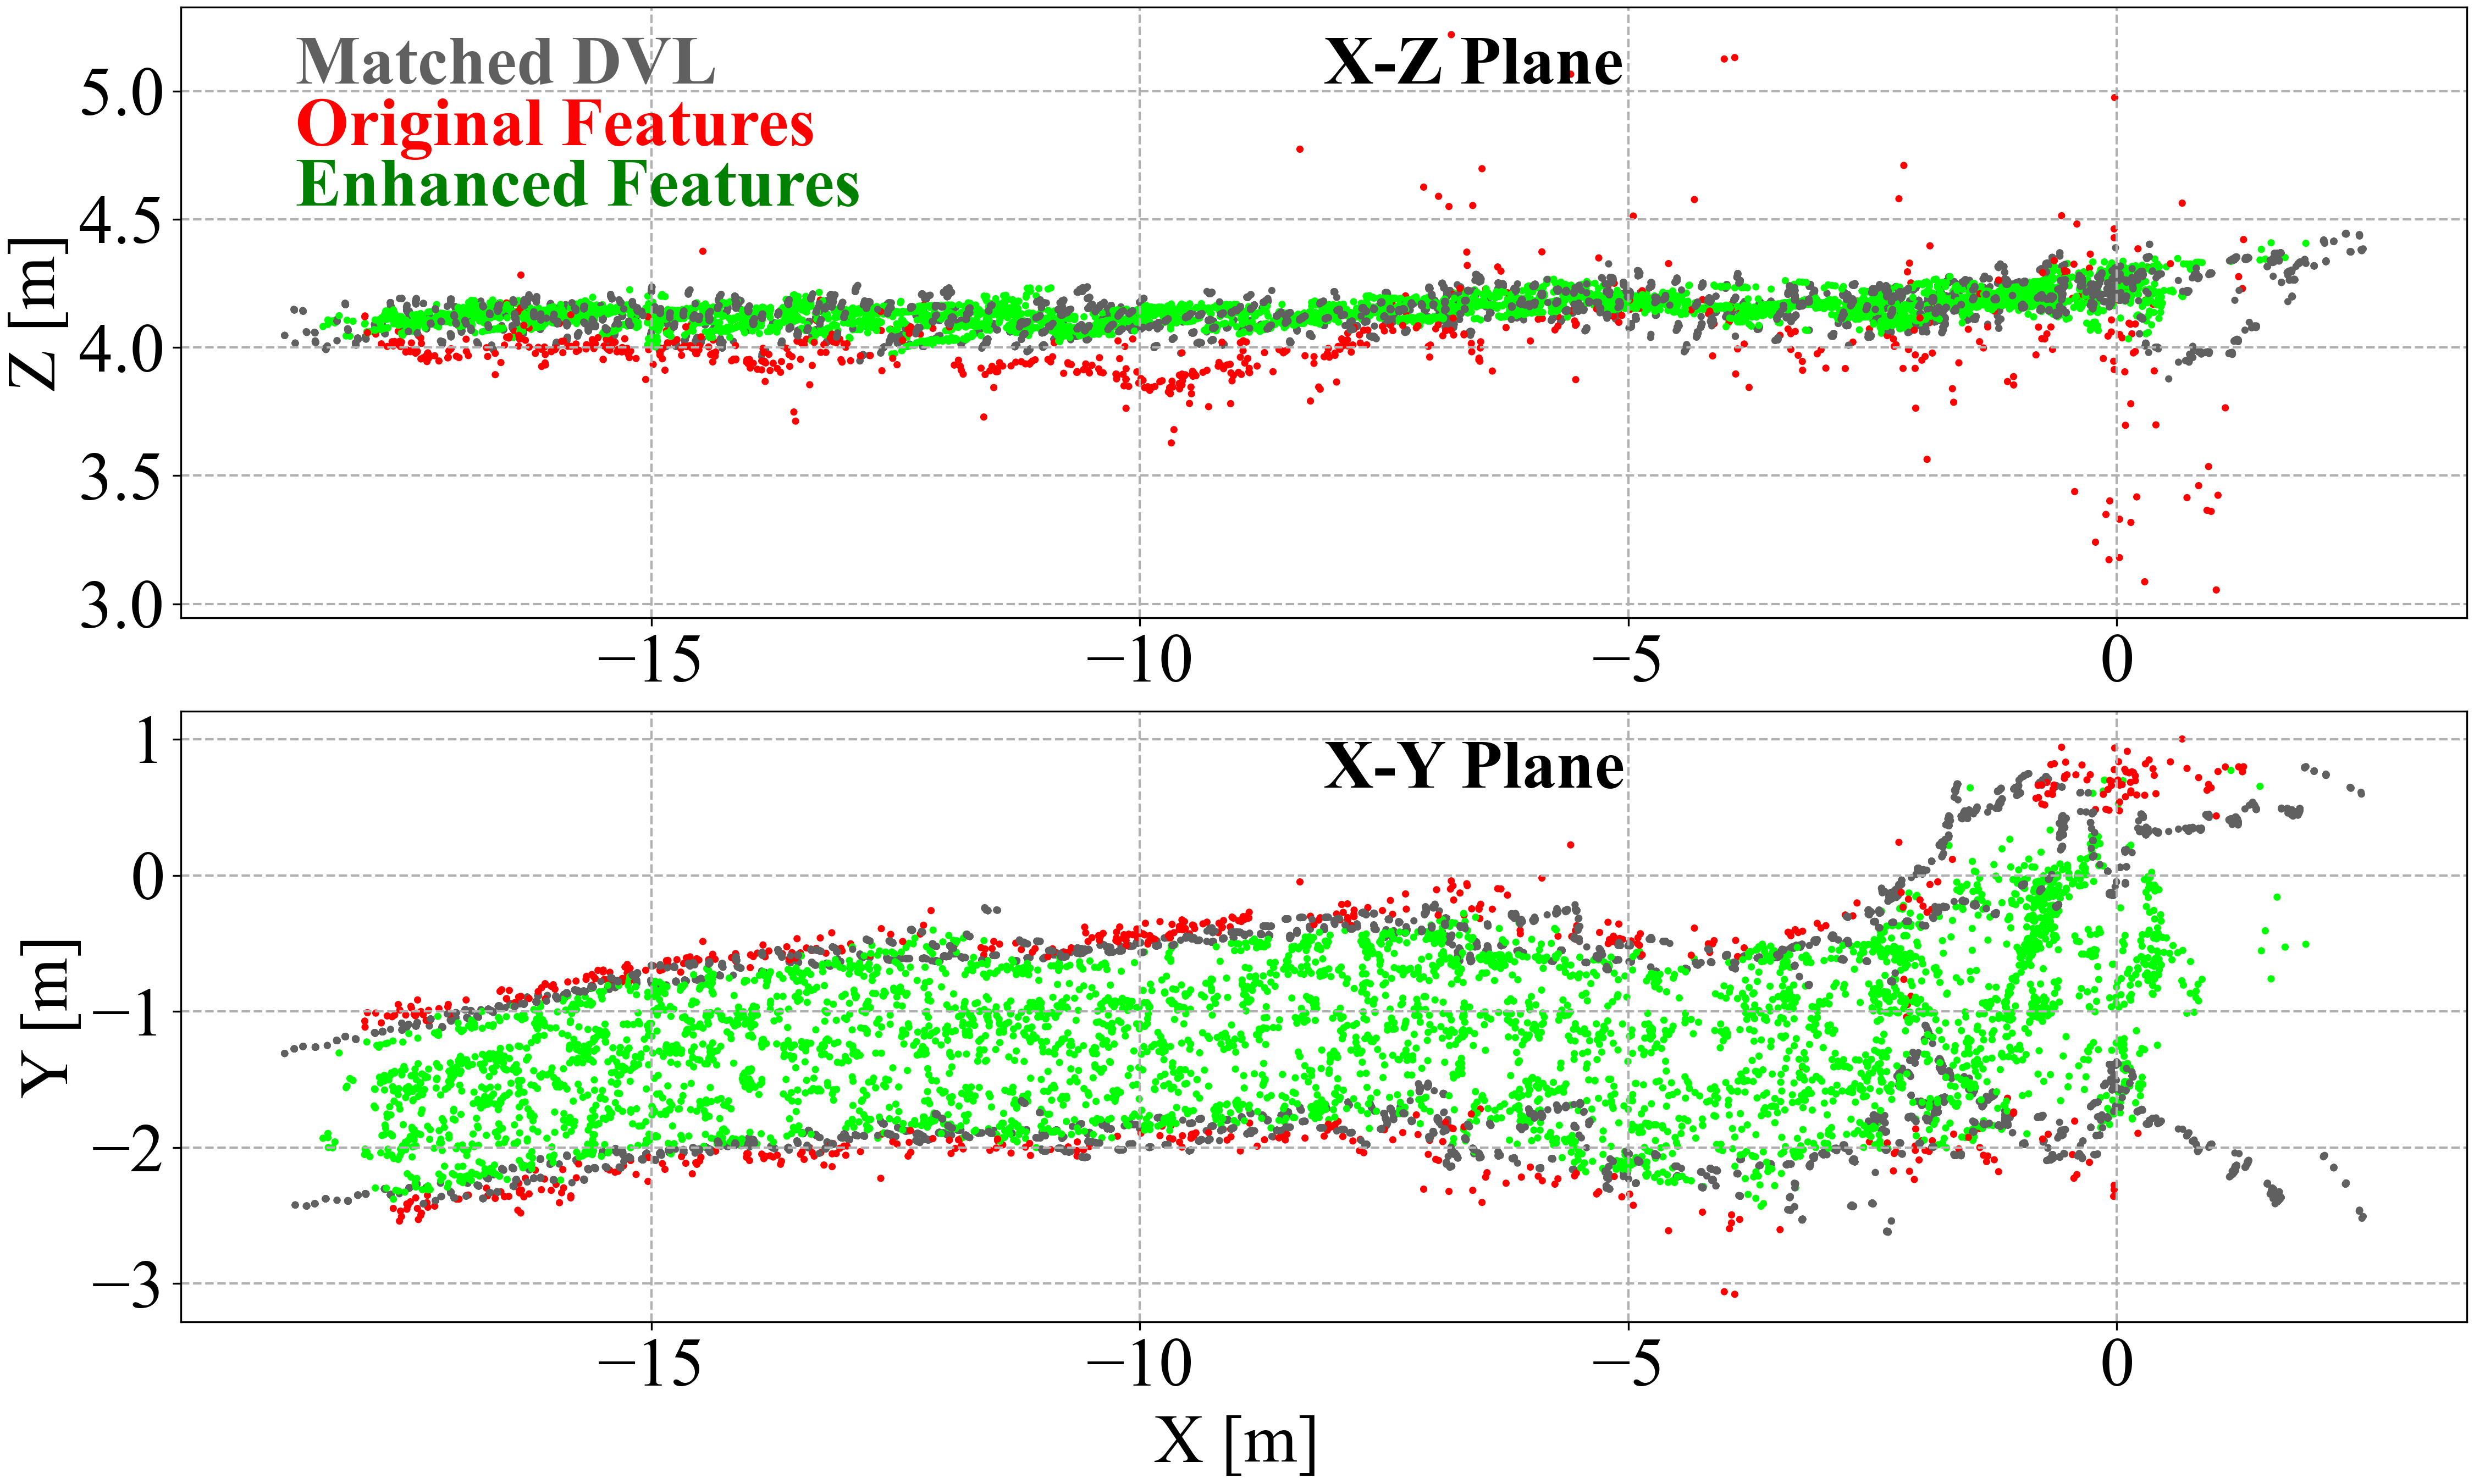 Matched DVL
X-Z Plane
Original Features
Enhanced Features
5.0
4.5
4.0
3.5
3.0
Z [m]
−15
−10
−5
0
X-Y Plane
1
0
−1
−2
−3
Y [m]
−15
−10
−5
0
X [m]